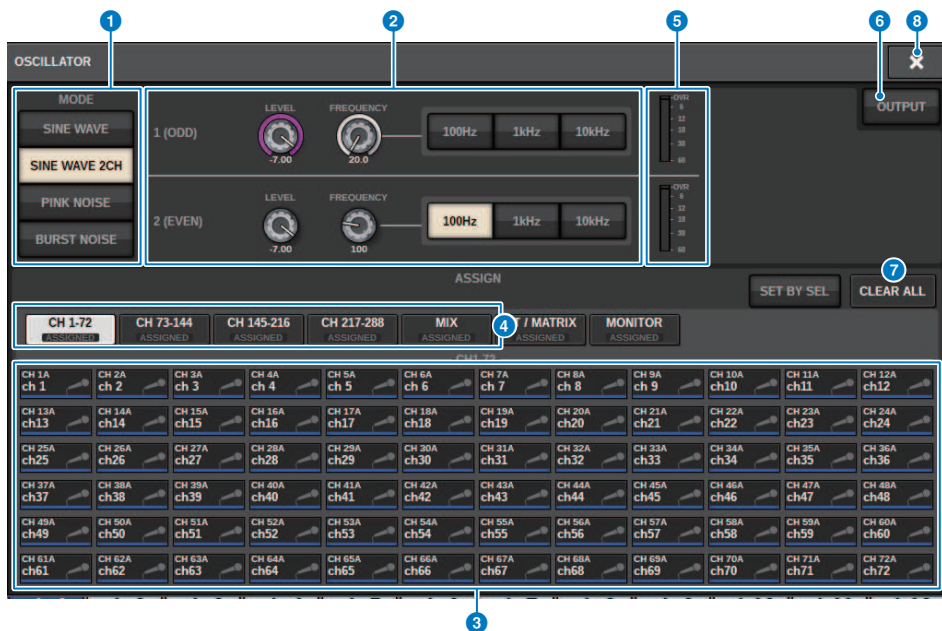 1 2 5 6 8
OSCILLATOR ×
MODE
SINE WAVE
SINE WAVE 2CH
PINK NOISE
BURST NOISE
1 (ODD)
LEVEL
-7.00
FREQUENCY
20.0
100Hz 1kHz 10kHz
OVR
6
12
18
30
60
2 (EVEN)
LEVEL
-7.00
FREQUENCY
100
100Hz 1kHz 10kHz
OVR
6
12
18
30
60
OUTPUT
7
ASSIGN
SET BY SEL CLEAR ALL
CH 1-72 CH 73-144 CH 145-216 CH 217-288 MIX 4 T / MATRIX MONITOR
ASSIGNED ASSIGNED ASSIGNED ASSIGNED ASSIGNED ASSIGNED ASSIGNED
CH1-72
CH 1A CH 2A CH 3A CH 4A CH 5A CH 6A CH 7A CH 8A CH 9A CH 10A CH 11A CH 12A
ch 1 ch 2 ch 3 ch 4 ch 5 ch 6 ch 7 ch 8 ch 9 ch10 ch11 ch12
CH 13A CH 14A CH 15A CH 16A CH 17A CH 18A CH 19A CH 20A CH 21A CH 22A CH 23A CH 24A
ch13 ch14 ch15 ch16 ch17 ch18 ch19 ch20 ch21 ch22 ch23 ch24
CH 25A CH 26A CH 27A CH 28A CH 29A CH 30A CH 31A CH 32A CH 33A CH 34A CH 35A CH 36A
ch25 ch26 ch27 ch28 ch29 ch30 ch31 ch32 ch33 ch34 ch35 ch36
CH 37A CH 38A CH 39A CH 40A CH 41A CH 42A CH 43A CH 44A CH 45A CH 46A CH 47A CH 48A
ch37 ch38 ch39 ch40 ch41 ch42 ch43 ch44 ch45 ch46 ch47 ch48
CH 49A CH 50A CH 51A CH 52A CH 53A CH 54A CH 55A CH 56A CH 57A CH 58A CH 59A CH 60A
ch49 ch50 ch51 ch52 ch53 ch54 ch55 ch56 ch57 ch58 ch59 ch60
CH 61A CH 62A CH 63A CH 64A CH 65A CH 66A CH 67A CH 68A CH 69A CH 70A CH 71A CH 72A
ch61 ch62 ch63 ch64 ch65 ch66 ch67 ch68 ch69 ch70 ch71 ch72
3